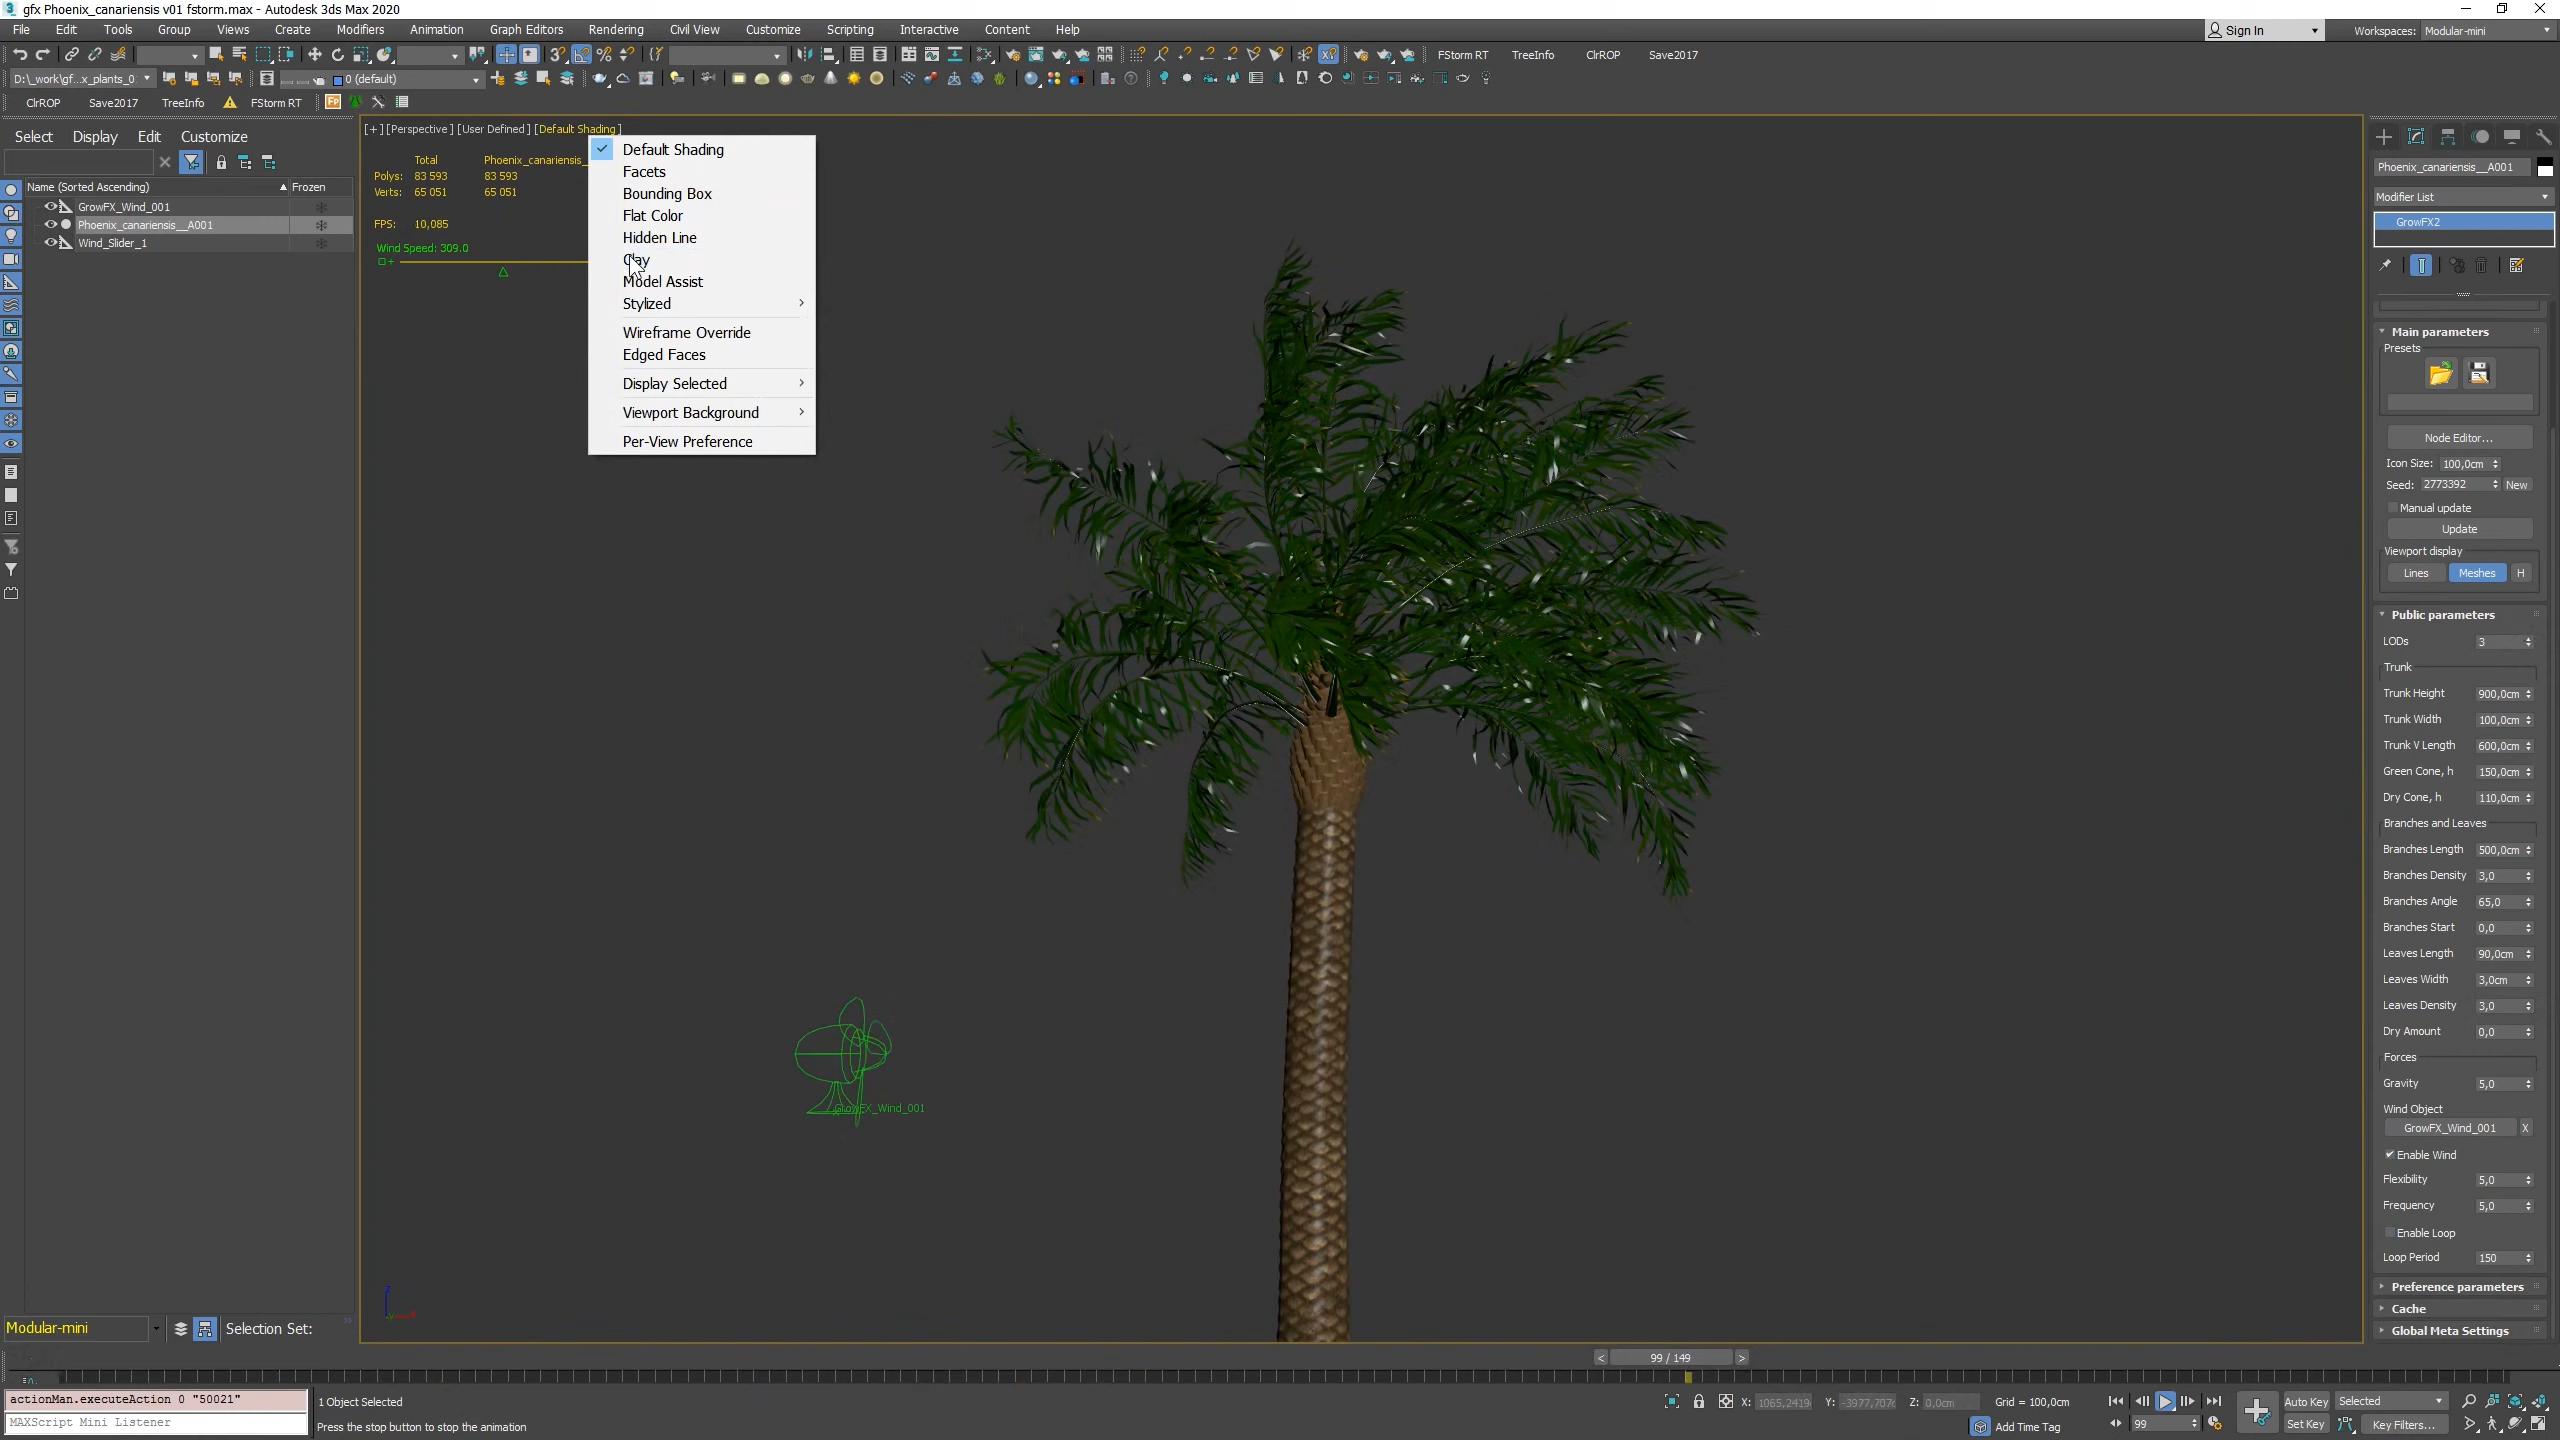 gfx Phoenix_canariensis v01 fstorm.max - Autodesk 3ds Max 2020
File Edit Tools Group Views Create Modifiers Animation Graph Editors Rendering Civil View Customize Scripting Interactive Content Help
Sign In Workspaces: Modular-mini
FStorm RT TreeInfo ClrROP Save2017
D:\_work\gf...x_plants_0 0 (default)
ClrROP Save2017 TreeInfo FStorm RT Fp
Select Display Edit Customize
Name (Sorted Ascending) Frozen
GrowFX_Wind_001
Phoenix_canariensis__A001
Wind_Slider_1
[+] [Perspective] [User Defined] [Default Shading]
Total Phoenix_canariensis_
Polys: 83 593 83 593
Verts: 65 051 65 051
FPS: 10,085
Wind Speed: 309.0
Default Shading
Facets
Bounding Box
Flat Color
Hidden Line
Clay
Model Assist
Stylized
Wireframe Override
Edged Faces
Display Selected
Viewport Background
Per-View Preference
GrowFX_Wind_001
Phoenix_canariensis__A001
Modifier List
GrowFX2
Main parameters
Presets
Node Editor...
Icon Size: 100,0cm
Seed: 2773392 New
Manual update
Update
Viewport display
Lines Meshes H
Public parameters
LODs 3
Trunk
Trunk Height 900,0cm
Trunk Width 100,0cm
Trunk V Length 600,0cm
Green Cone, h 150,0cm
Dry Cone, h 110,0cm
Branches and Leaves
Branches Length 500,0cm
Branches Density 3,0
Branches Angle 65,0
Branches Start 0,0
Leaves Length 90,0cm
Leaves Width 3,0cm
Leaves Density 3,0
Dry Amount 0,0
Forces
Gravity 5,0
Wind Object
GrowFX_Wind_001 X
Enable Wind
Flexibility 5,0
Frequency 5,0
Enable Loop
Loop Period 150
Preference parameters
Cache
Global Meta Settings
Modular-mini Selection Set:
99 / 149
actionMan.executeAction 0 "50021"
MAXScript Mini Listener
1 Object Selected
Press the stop button to stop the animation
X: 1065,2419 Y: -3977,707 Z: 0,0cm Grid = 100,0cm
Add Time Tag
99
Auto Key Selected
Set Key Key Filters...